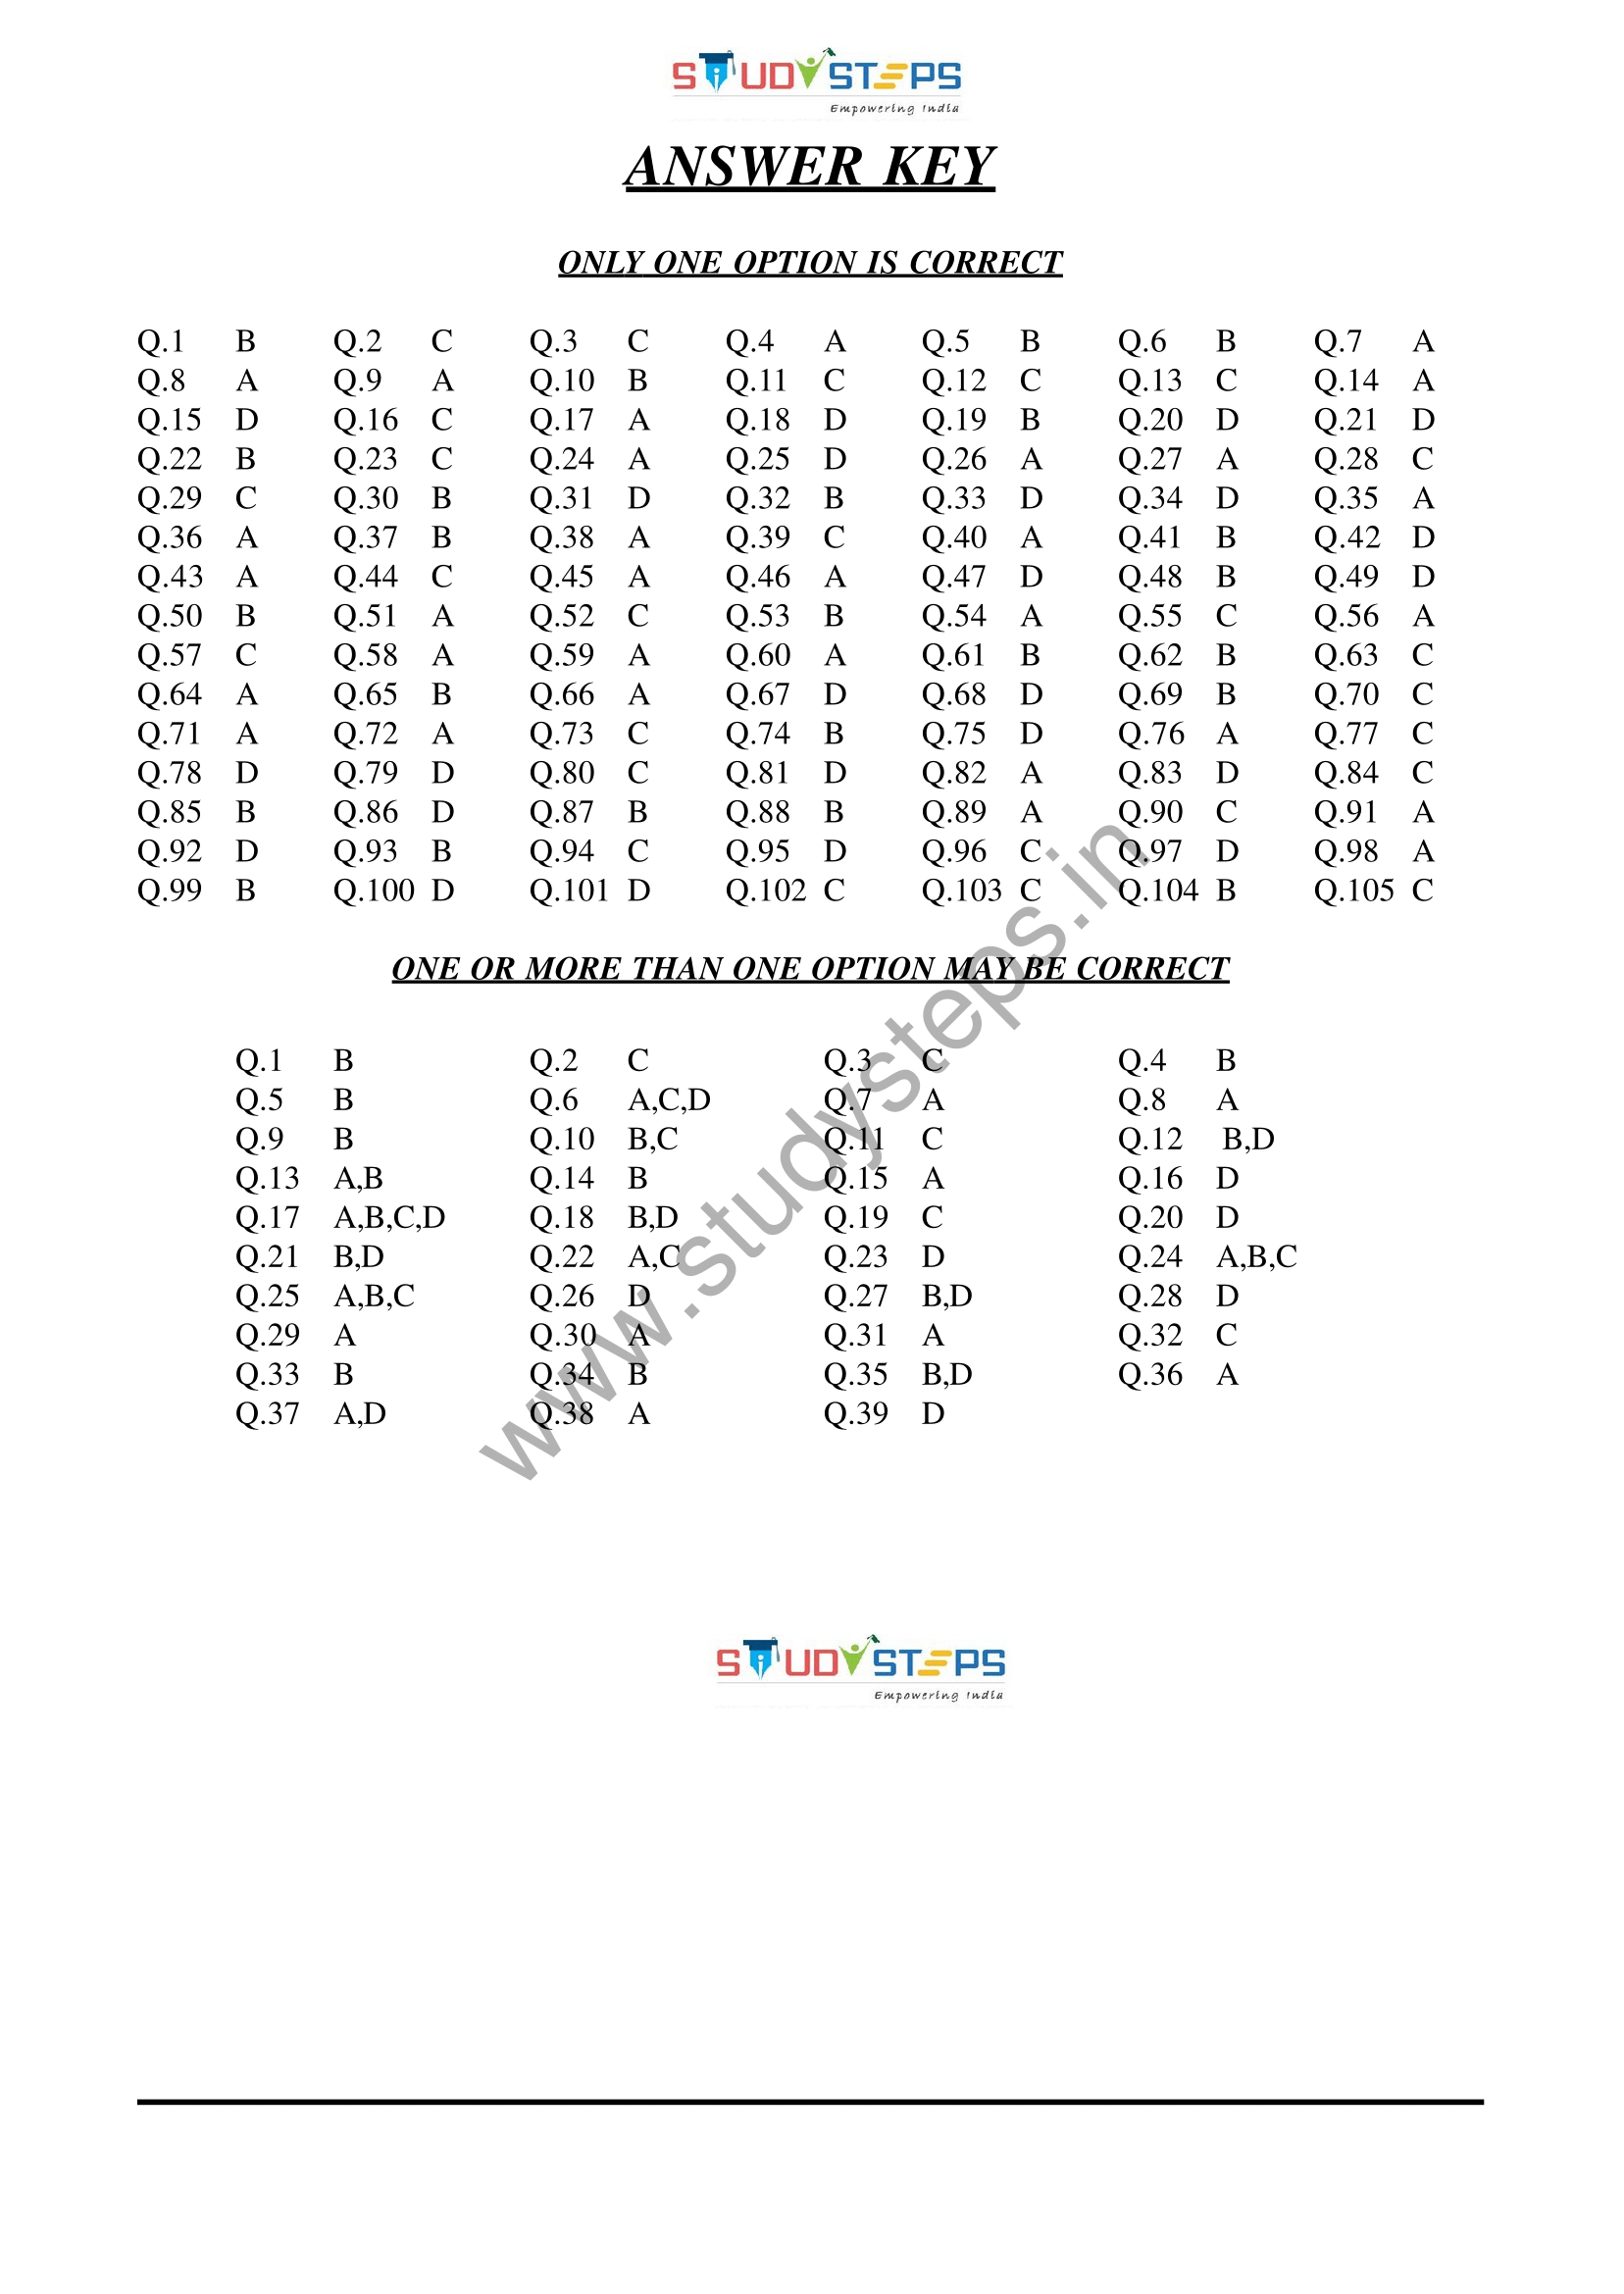 STUDYSTEPS
Empowering India
ANSWER KEY
ONLY ONE OPTION IS CORRECT
Q.1 B Q.2 C Q.3 C Q.4 A Q.5 B Q.6 B Q.7 A
Q.8 A Q.9 A Q.10 B Q.11 C Q.12 C Q.13 C Q.14 A
Q.15 D Q.16 C Q.17 A Q.18 D Q.19 B Q.20 D Q.21 D
Q.22 B Q.23 C Q.24 A Q.25 D Q.26 A Q.27 A Q.28 C
Q.29 C Q.30 B Q.31 D Q.32 B Q.33 D Q.34 D Q.35 A
Q.36 A Q.37 B Q.38 A Q.39 C Q.40 A Q.41 B Q.42 D
Q.43 A Q.44 C Q.45 A Q.46 A Q.47 D Q.48 B Q.49 D
Q.50 B Q.51 A Q.52 C Q.53 B Q.54 A Q.55 C Q.56 A
Q.57 C Q.58 A Q.59 A Q.60 A Q.61 B Q.62 B Q.63 C
Q.64 A Q.65 B Q.66 A Q.67 D Q.68 D Q.69 B Q.70 C
Q.71 A Q.72 A Q.73 C Q.74 B Q.75 D Q.76 A Q.77 C
Q.78 D Q.79 D Q.80 C Q.81 D Q.82 A Q.83 D Q.84 C
Q.85 B Q.86 D Q.87 B Q.88 B Q.89 A Q.90 C Q.91 A
Q.92 D Q.93 B Q.94 C Q.95 D Q.96 C Q.97 D Q.98 A
Q.99 B Q.100 D Q.101 D Q.102 C Q.103 C Q.104 B Q.105 C
ONE OR MORE THAN ONE OPTION MAY BE CORRECT
Q.1 B Q.2 C Q.3 C Q.4 B
Q.5 B Q.6 A,C,D Q.7 A Q.8 A
Q.9 B Q.10 B,C Q.11 C Q.12 B,D
Q.13 A,B Q.14 B Q.15 A Q.16 D
Q.17 A,B,C,D Q.18 B,D Q.19 C Q.20 D
Q.21 B,D Q.22 A,C Q.23 D Q.24 A,B,C
Q.25 A,B,C Q.26 D Q.27 B,D Q.28 D
Q.29 A Q.30 A Q.31 A Q.32 C
Q.33 B Q.34 B Q.35 B,D Q.36 A
Q.37 A,D Q.38 A Q.39 D
www.studysteps.in
STUDYSTEPS
Empowering India